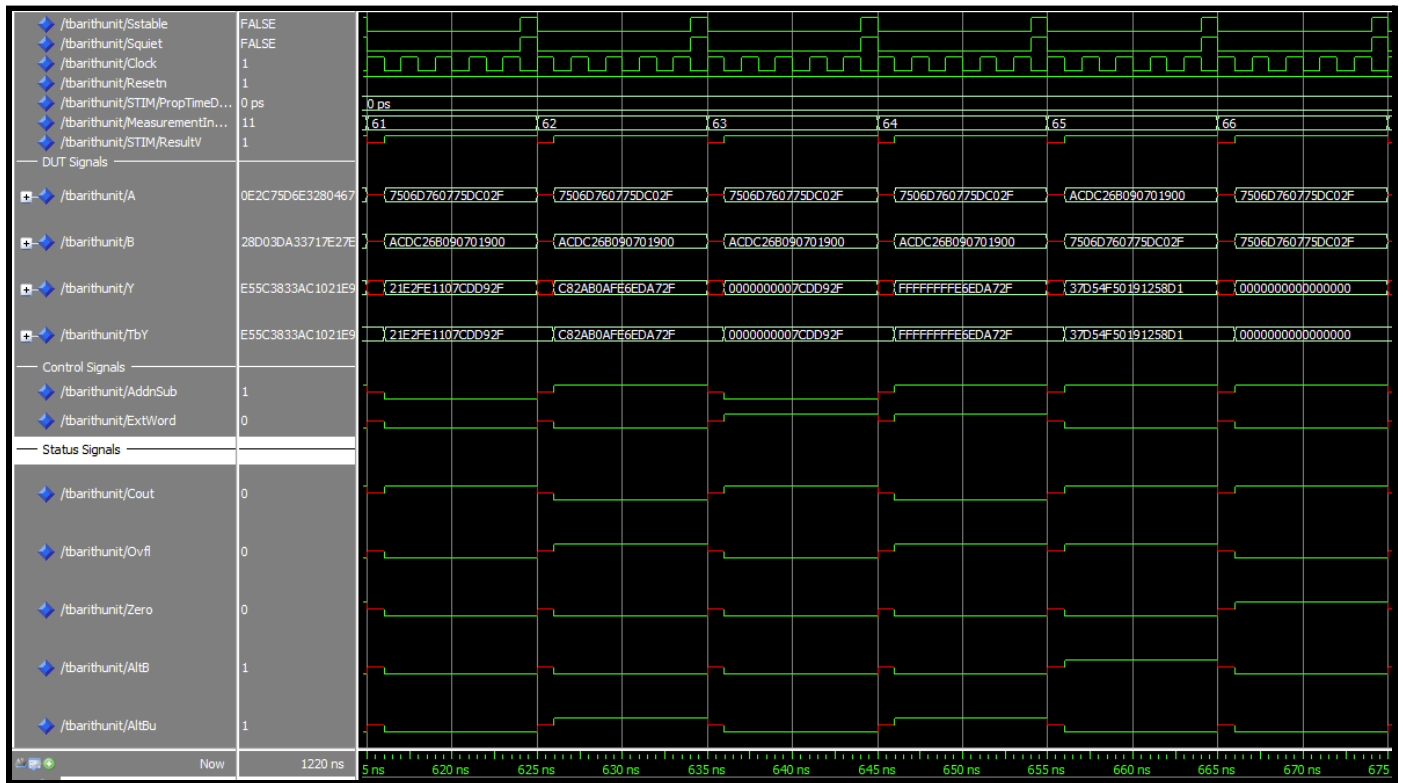 /tbarithunit/Sstable FALSE
/tbarithunit/Squiet FALSE
/tbarithunit/Clock 1
/tbarithunit/Resetn 1
/tbarithunit/STIM/PropTimeD... 0 ps 0 ps
/tbarithunit/MeasurementIn... 11 61 62 63 64 65 66
/tbarithunit/STIM/ResultV 1
DUT Signals
/tbarithunit/A 0E2C75D6E3280467 7506D760775DC02F 7506D760775DC02F 7506D760775DC02F 7506D760775DC02F ACDC26B090701900 7506D760775DC02F
/tbarithunit/B 28D03DA33717E27E ACDC26B090701900 ACDC26B090701900 ACDC26B090701900 ACDC26B090701900 7506D760775DC02F 7506D760775DC02F
/tbarithunit/Y E55C3833AC1021E9 21E2FE1107CDD92F C82AB0AFE6EDA72F 0000000007CDD92F FFFFFFFFE6EDA72F 37D54F50191258D1 0000000000000000
/tbarithunit/TbY E55C3833AC1021E9 21E2FE1107CDD92F C82AB0AFE6EDA72F 0000000007CDD92F FFFFFFFFE6EDA72F 37D54F50191258D1 0000000000000000
Control Signals
/tbarithunit/AddnSub 1
/tbarithunit/ExtWord 0
Status Signals
/tbarithunit/Cout 0
/tbarithunit/Ovfl 0
/tbarithunit/Zero 0
/tbarithunit/AltB 1
/tbarithunit/AltBu 1
Now 1220 ns 5 ns 620 ns 625 ns 630 ns 635 ns 640 ns 645 ns 650 ns 655 ns 660 ns 665 ns 670 ns 675